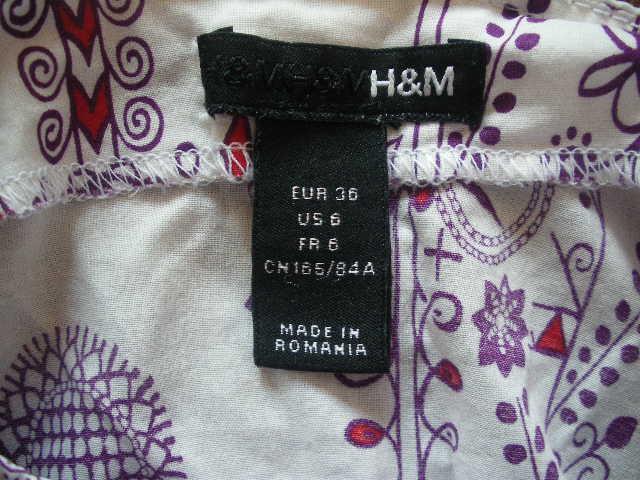 H&M H&M H&M
EUR 36
US 6
FR 6
CN165/84A
MADE IN
ROMANIA